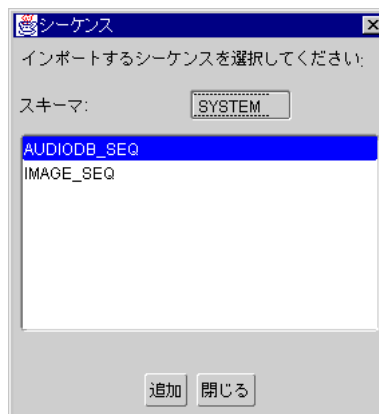 シーケンス
インポートするシーケンスを選択してください:
スキーマ: SYSTEM
AUDIODB_SEQ
IMAGE_SEQ
追加 閉じる